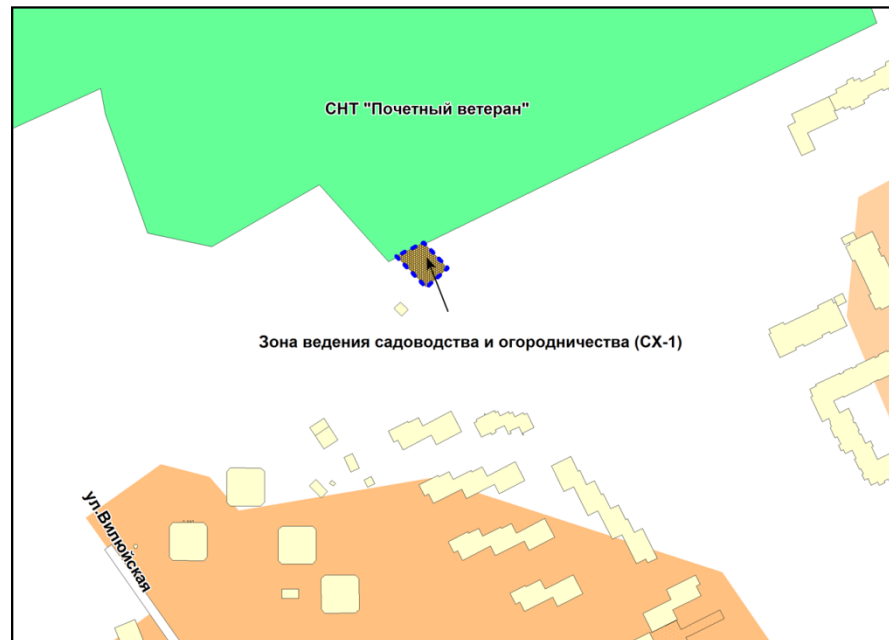 СНТ "Почетный ветеран"
Зона ведения садоводства и огородничества (СХ-1)
ул.Вилюйская